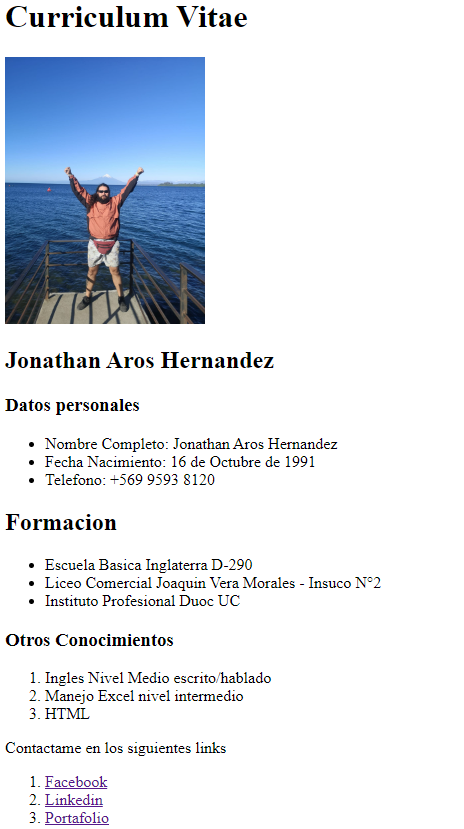 Curriculum Vitae
Jonathan Aros Hernandez
Datos personales
• Nombre Completo: Jonathan Aros Hernandez
• Fecha Nacimiento: 16 de Octubre de 1991
• Telefono: +569 9593 8120
Formacion
• Escuela Basica Inglaterra D-290
• Liceo Comercial Joaquin Vera Morales - Insuco N°2
• Instituto Profesional Duoc UC
Otros Conocimientos
1. Ingles Nivel Medio escrito/hablado
2. Manejo Excel nivel intermedio
3. HTML
Contactame en los siguientes links
1. Facebook
2. Linkedin
3. Portafolio